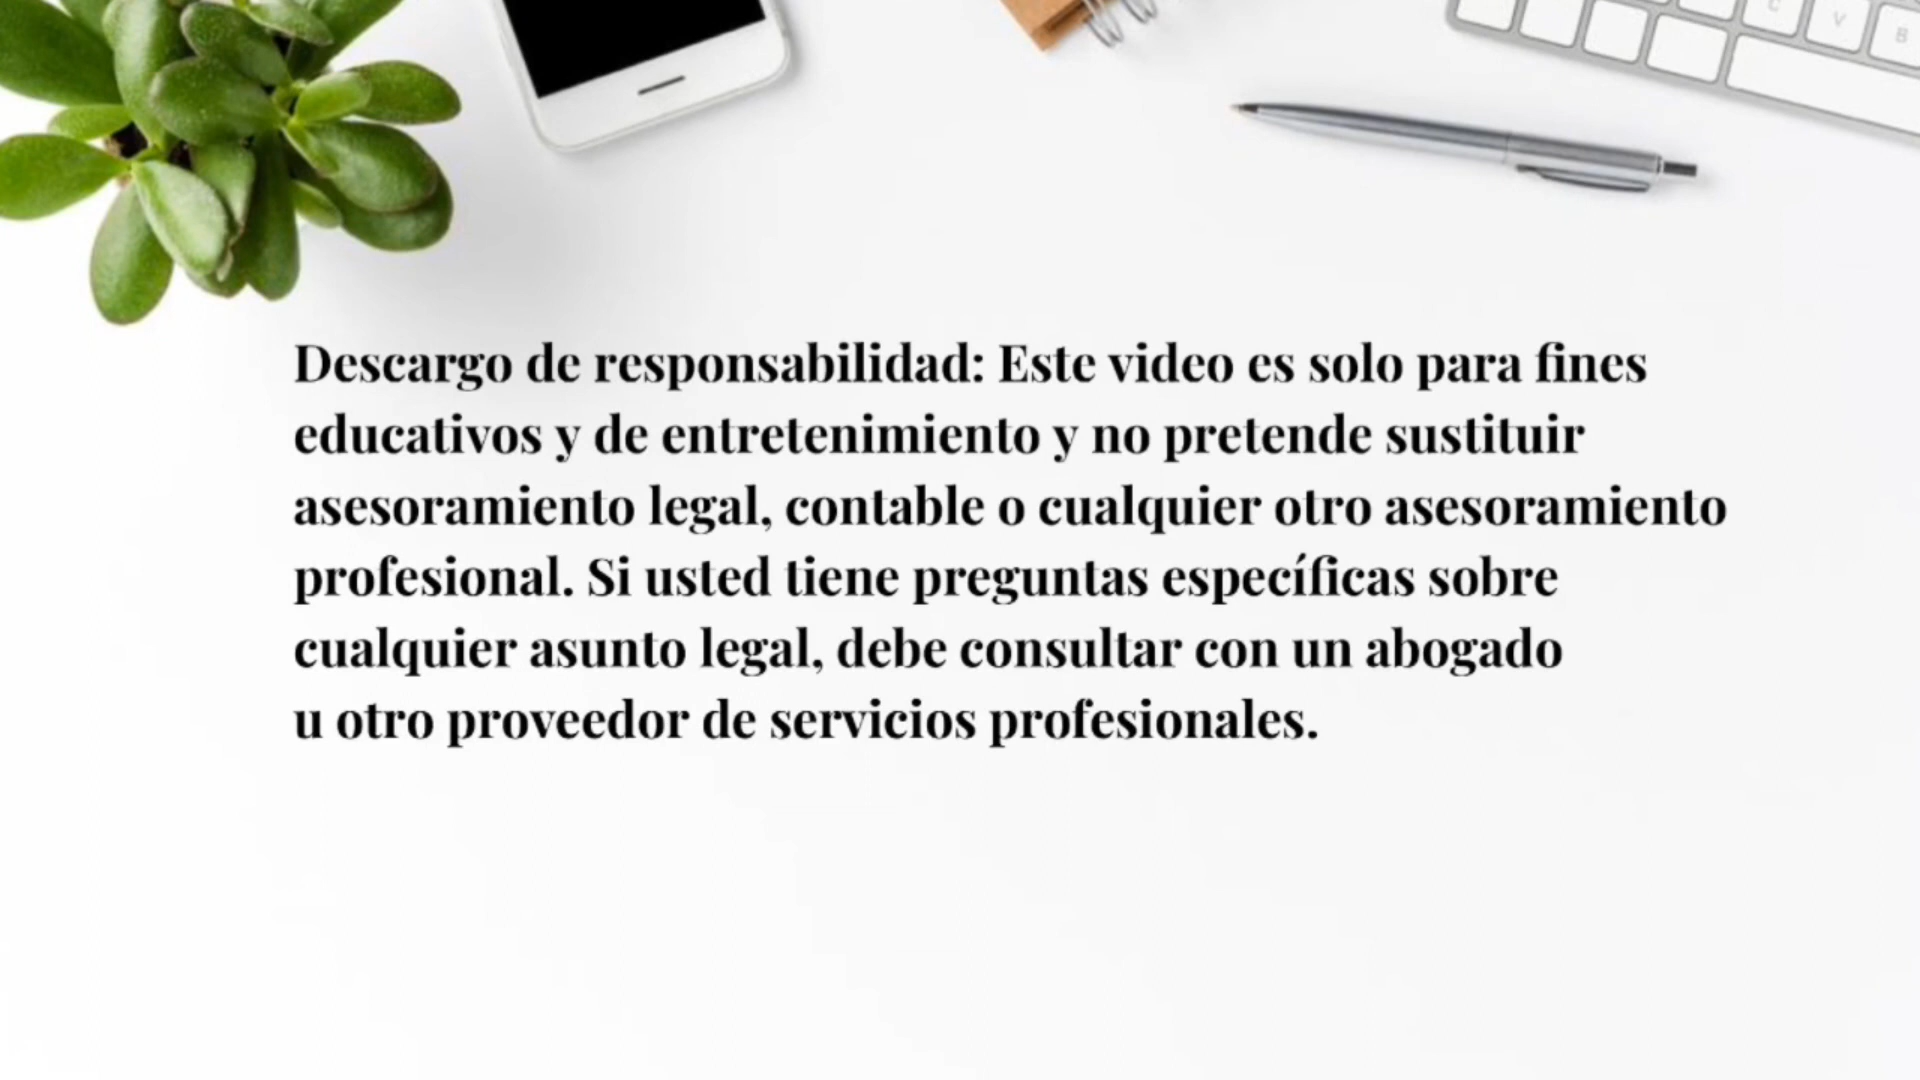 C V B
Descargo de responsabilidad: Este video es solo para fines
educativos y de entretenimiento y no pretende sustituir
asesoramiento legal, contable o cualquier otro asesoramiento
profesional. Si usted tiene preguntas específicas sobre
cualquier asunto legal, debe consultar con un abogado
u otro proveedor de servicios profesionales.